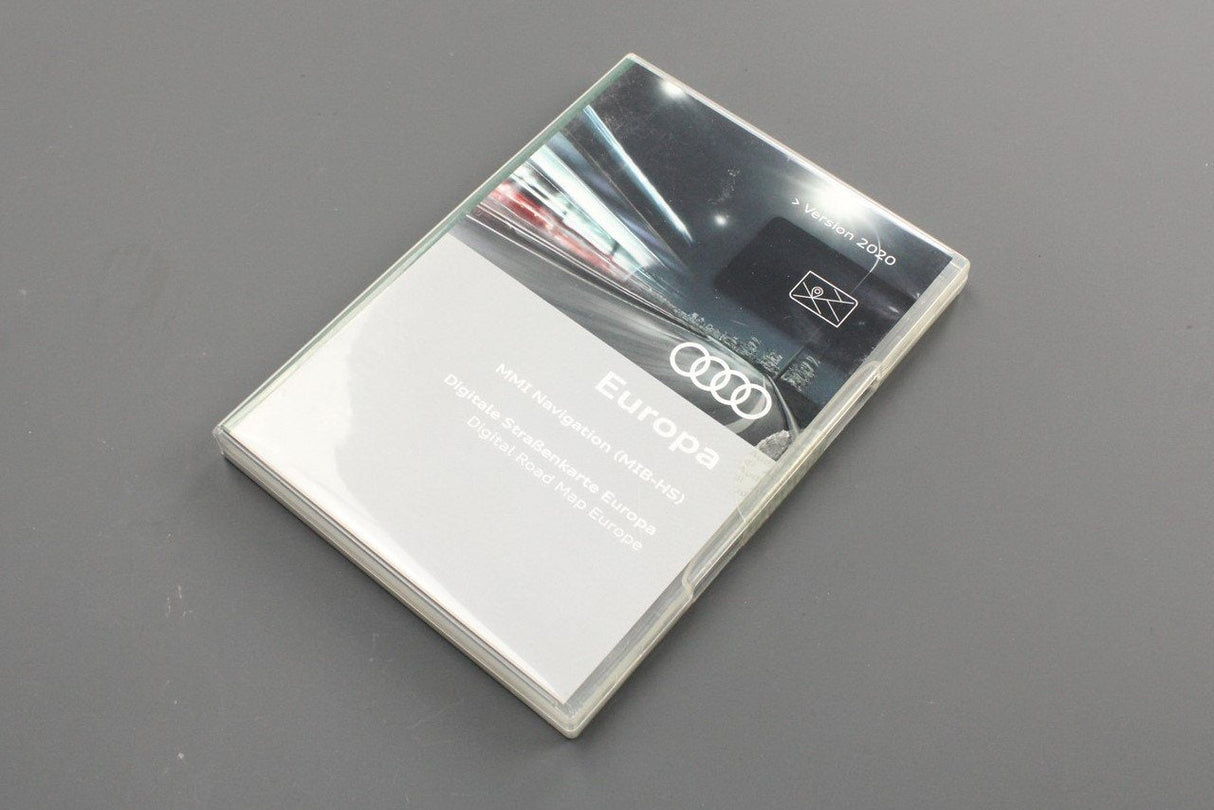 > Version 2020
Europa
MMI Navigation (MIB-HS)
Digitale Straßenkarte Europa
Digital Road Map Europe